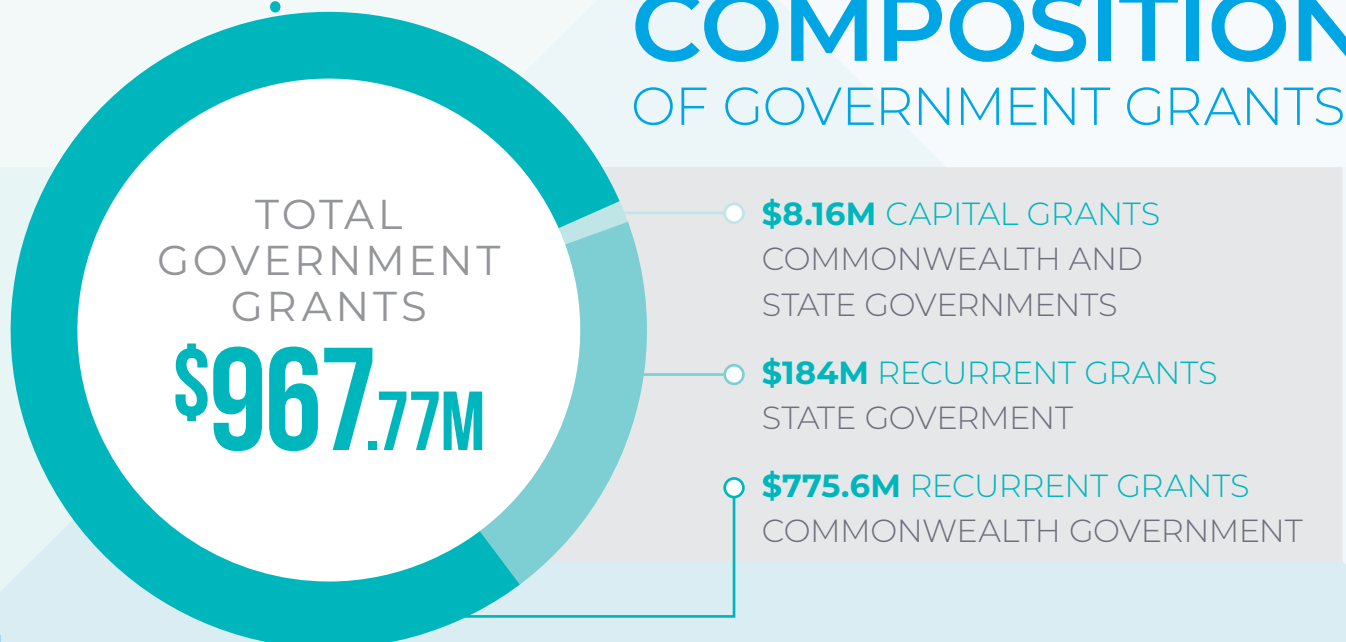 COMPOSITION
OF GOVERNMENT GRANTS
TOTAL
GOVERNMENT
GRANTS
$967.77M
$8.16M CAPITAL GRANTS
COMMONWEALTH AND
STATE GOVERNMENTS
$184M RECURRENT GRANTS
STATE GOVERMENT
$775.6M RECURRENT GRANTS
COMMONWEALTH GOVERNMENT